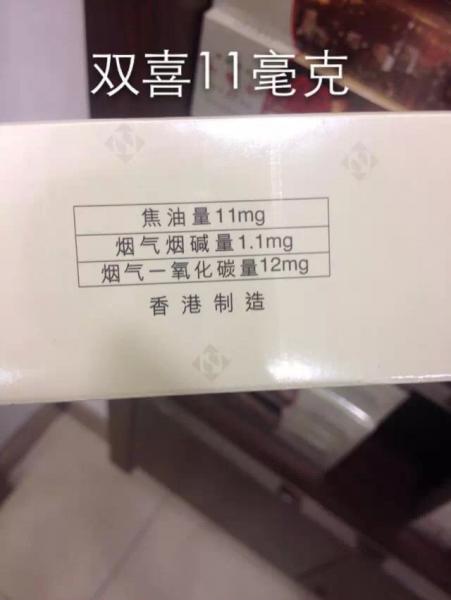 双喜11毫克
焦油量11mg
烟气烟碱量1.1mg
烟气一氧化碳量12mg
香港制造